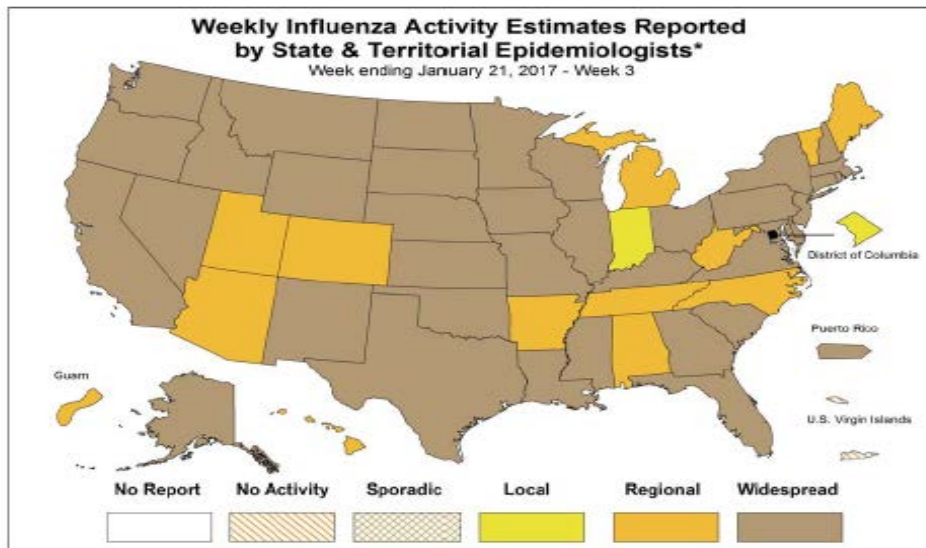 Weekly Influenza Activity Estimates Reported
by State & Territorial Epidemiologists*
Week ending January 21, 2017 - Week 3
District of Columbia
Puerto Rico
Guam
U.S. Virgin Islands
No Report
No Activity
Sporadic
Local
Regional
Widespread